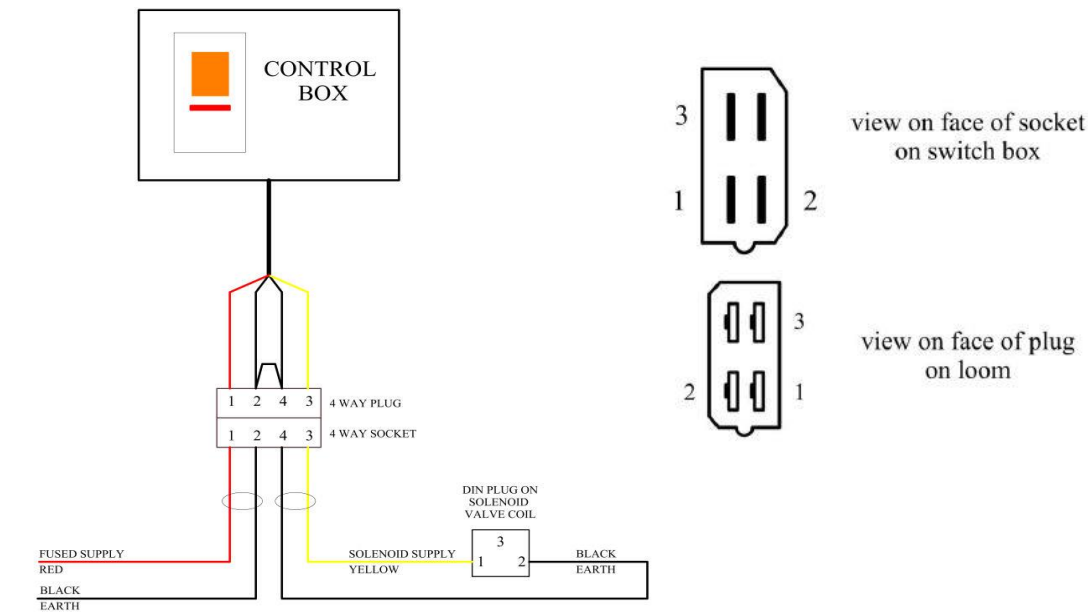 CONTROL
BOX
1 2 4 3 4 WAY PLUG
1 2 4 3 4 WAY SOCKET
DIN PLUG ON
SOLENOID
VALVE COIL
3
1 2
FUSED SUPPLY
RED
BLACK
EARTH
SOLENOID SUPPLY
YELLOW
BLACK
EARTH
3
1 2
view on face of socket
on switch box
3
2 1
view on face of plug
on loom